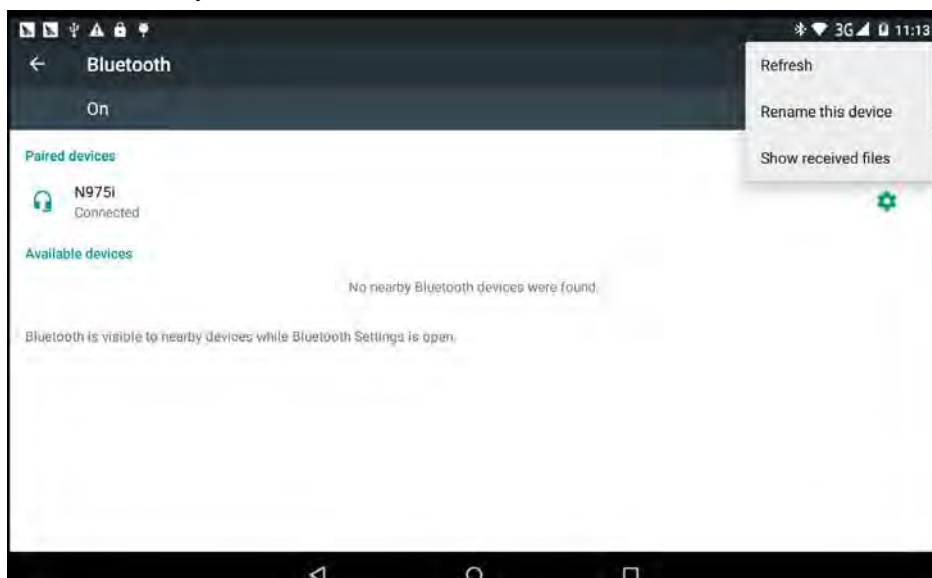 3G 11:13
Bluetooth
On
Refresh
Rename this device
Show received files
Paired devices
N975i
Connected
Available devices
No nearby Bluetooth devices were found.
Bluetooth is visible to nearby devices while Bluetooth Settings is open.